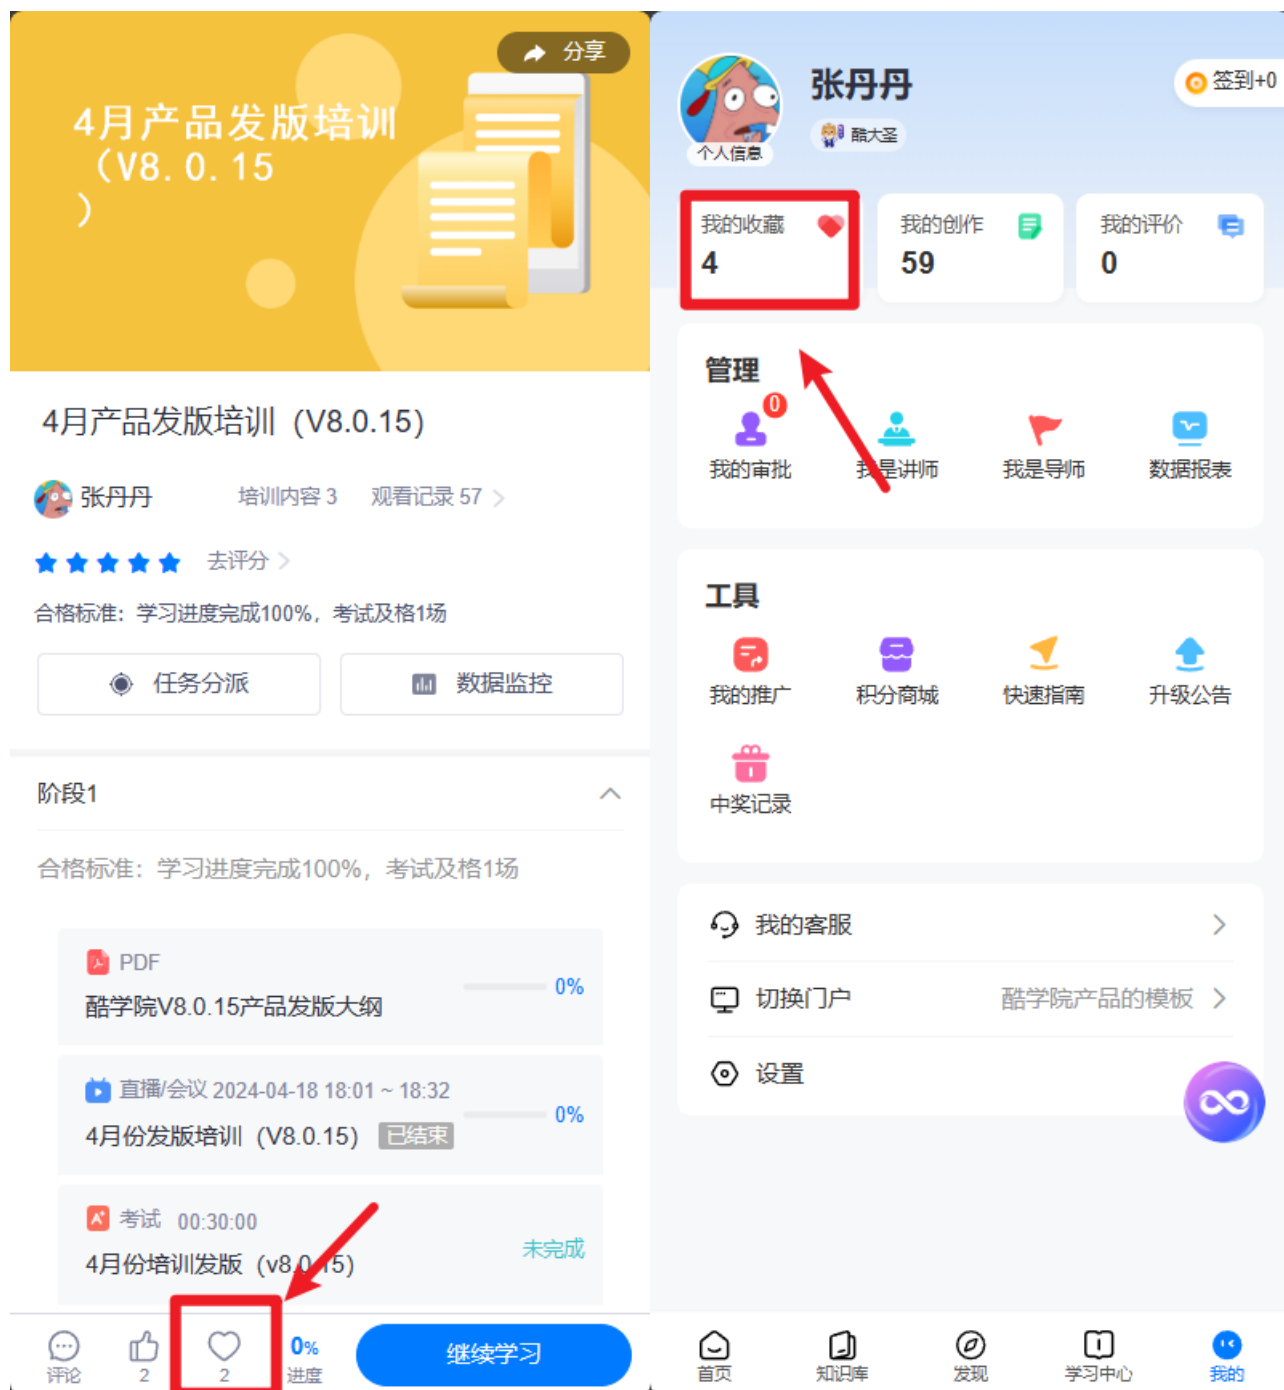 分享
4月产品发版培训
（V8.0.15
）
4月产品发版培训（V8.0.15）
张丹丹 培训内容 3 观看记录 57
去评分
合格标准：学习进度完成100%，考试及格1场
任务分派 数据监控
阶段1
合格标准：学习进度完成100%，考试及格1场
PDF
酷学院V8.0.15产品发版大纲
0%
直播/会议 2024-04-18 18:01 ~ 18:32
4月份发版培训（V8.0.15） 已结束
0%
考试 00:30:00
4月份培训发版（v8.0.15）
未完成
评论 2 2 0% 进度 继续学习
张丹丹
签到+0
酷大圣
个人信息
我的收藏 我的创作 我的评价
4 59 0
管理
0
我的审批 我是讲师 我是导师 数据报表
工具
我的推广 积分商城 快速指南 升级公告
中奖记录
我的客服
切换门户 酷学院产品的模板
设置
首页 知识库 发现 学习中心 我的